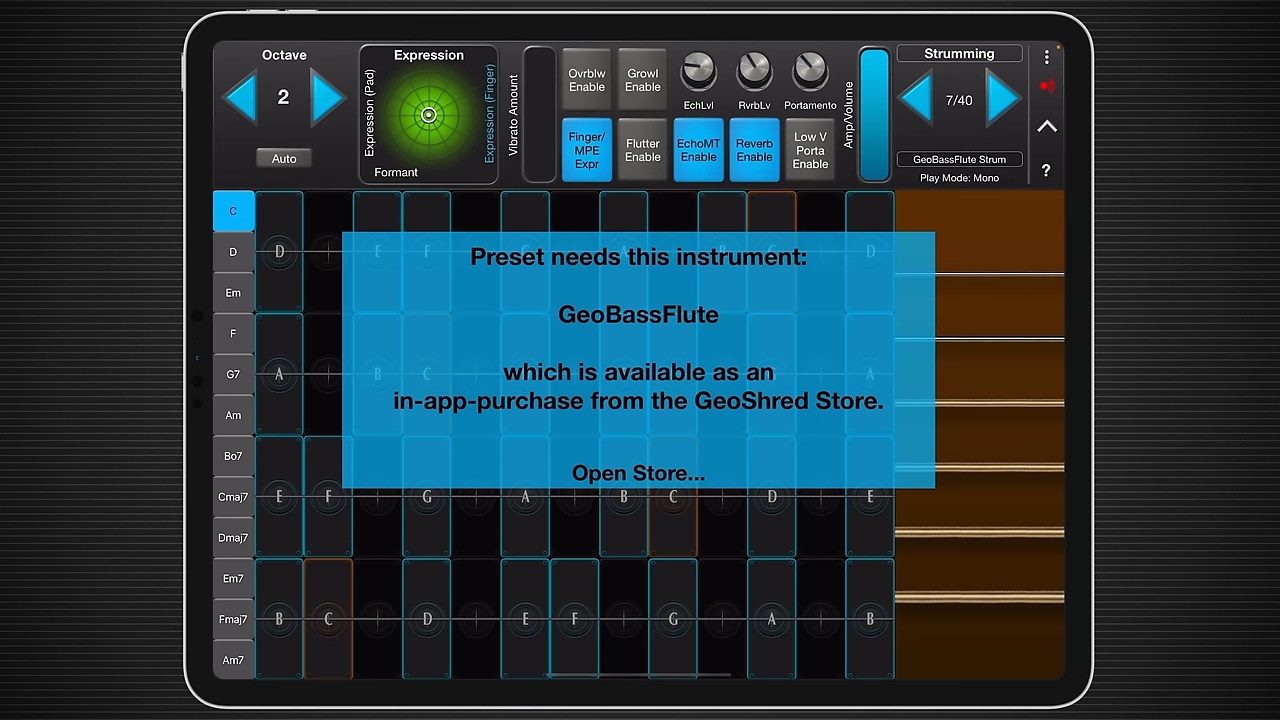 Octave
2
Auto
Expression
Expression (Pad)
Expression (Finger)
Formant
Vibrato Amount
Ovrblw
Enable
Growl
Enable
EchLvl
RvrbLv
Portamento
Finger/
MPE
Expr
Flutter
Enable
EchoMT
Enable
Reverb
Enable
Low V
Porta
Enable
Amp/Volume
Strumming
7/40
GeoBassFlute Strum
Play Mode: Mono
?
C
D
Em
F
G7
Am
Bo7
Cmaj7
Dmaj7
Em7
Fmaj7
Am7
D E F G A B C D
A B C A
E F G A B C D E
B C D E F G A B
Preset needs this instrument:
GeoBassFlute
which is available as an
in-app-purchase from the GeoShred Store.
Open Store...